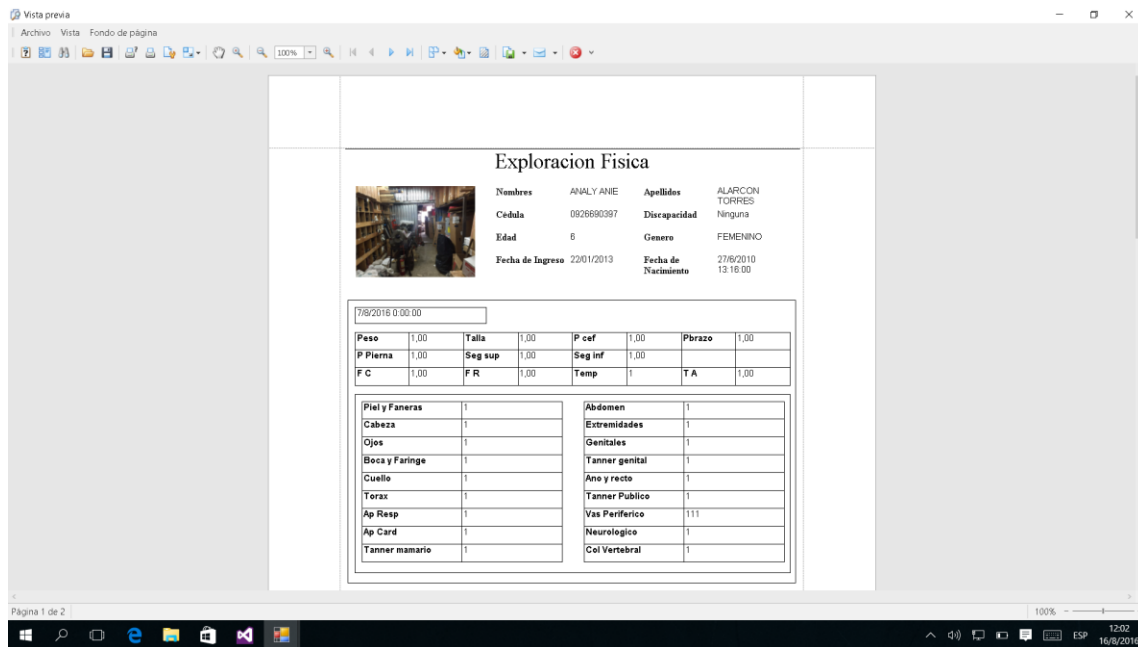 Vista previa
Archivo Vista Fondo de página
100%
Exploracion Fisica
Nombres ANALY ANIE Apellidos ALARCON TORRES
Cédula 0926690397 Discapacidad Ninguna
Edad 6 Genero FEMENINO
Fecha de Ingreso 22/01/2013 Fecha de Nacimiento 27/6/2010 13:16:00
7/8/2016 0:00:00
Peso 1,00 Talla 1,00 P cef 1,00 Pbrazo 1,00
P Pierna 1,00 Seg sup 1,00 Seg inf 1,00
F C 1,00 F R 1,00 Temp 1 T A 1,00
Piel y Faneras 1 Abdomen 1
Cabeza 1 Extremidades 1
Ojos 1 Genitales 1
Boca y Faringe 1 Tanner genital 1
Cuello 1 Ano y recto 1
Torax 1 Tanner Publico 1
Ap Resp 1 Vas Periferico 111
Ap Card 1 Neurologico 1
Tanner mamario 1 Col Vertebral 1
Página 1 de 2 100%
ESP 12:02
16/8/2016